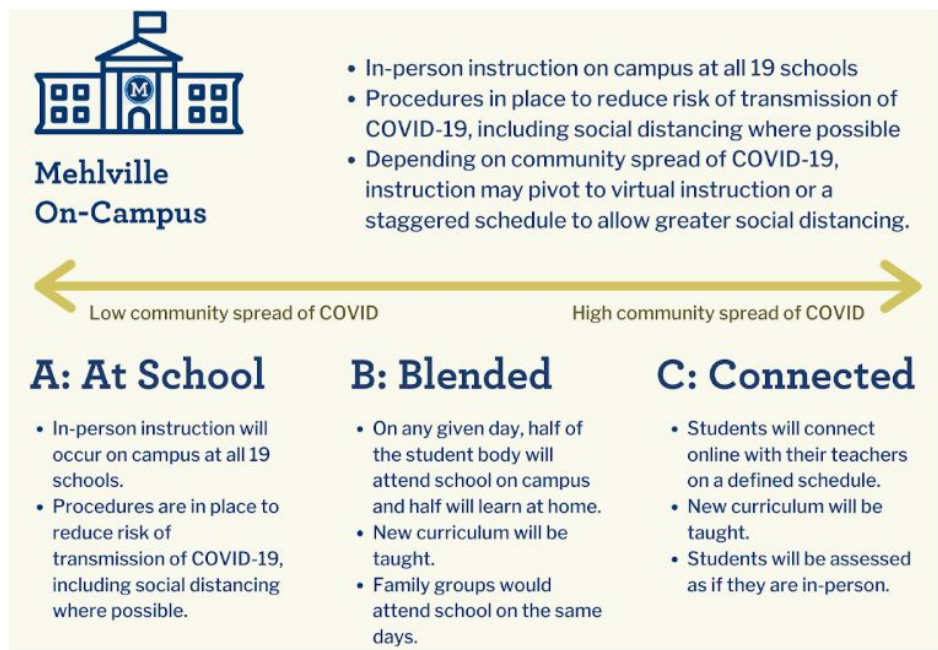 M
Mehlville
On-Campus
• In-person instruction on campus at all 19 schools
• Procedures in place to reduce risk of transmission of
COVID-19, including social distancing where possible
• Depending on community spread of COVID-19,
instruction may pivot to virtual instruction or a
staggered schedule to allow greater social distancing.
Low community spread of COVID
High community spread of COVID
A: At School
• In-person instruction will
occur on campus at all 19
schools.
• Procedures are in place to
reduce risk of
transmission of COVID-19,
including social distancing
where possible.
B: Blended
• On any given day, half of
the student body will
attend school on campus
and half will learn at home.
• New curriculum will be
taught.
• Family groups would
attend school on the same
days.
C: Connected
• Students will connect
online with their teachers
on a defined schedule.
• New curriculum will be
taught.
• Students will be assessed
as if they are in-person.